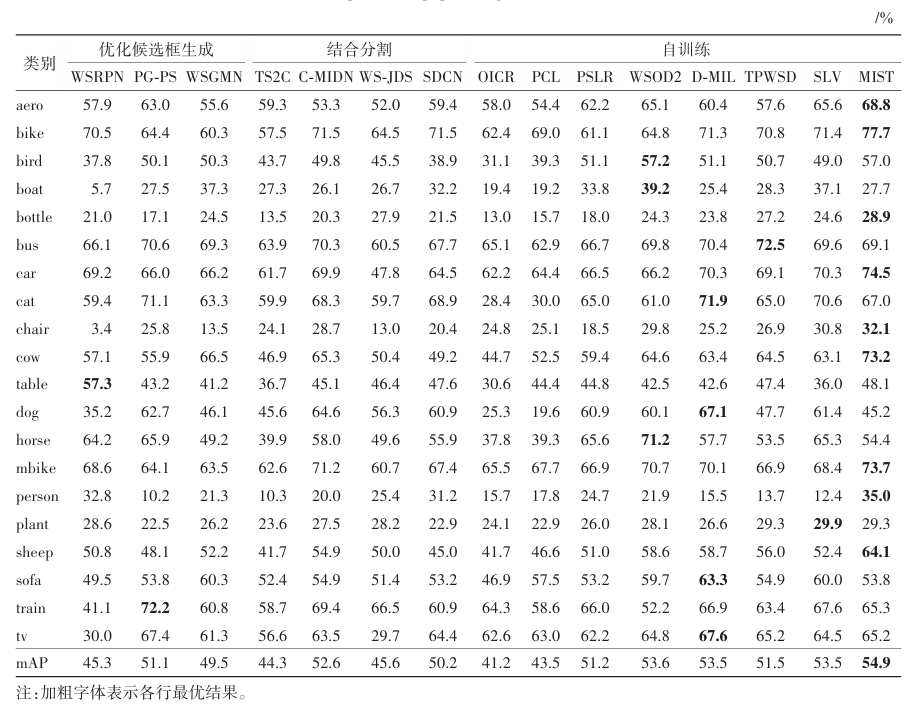 /%
类别 优化候选框生成 结合分割 自训练
WSRPN PG-PS WSGMN TS2C C-MIDN WS-JDS SDCN OICR PCL PSLR WSOD2 D-MIL TPWSD SLV MIST
aero 57.9 63.0 55.6 59.3 53.3 52.0 59.4 58.0 54.4 62.2 65.1 60.4 57.6 65.6 68.8
bike 70.5 64.4 60.3 57.5 71.5 64.5 71.5 62.4 69.0 61.1 64.8 71.3 70.8 71.4 77.7
bird 37.8 50.1 50.3 43.7 49.8 45.5 38.9 31.1 39.3 51.1 57.2 51.1 50.7 49.0 57.0
boat 5.7 27.5 37.3 27.3 26.1 26.7 32.2 19.4 19.2 33.8 39.2 25.4 28.3 37.1 27.7
bottle 21.0 17.1 24.5 13.5 20.3 27.9 21.5 13.0 15.7 18.0 24.3 23.8 27.2 24.6 28.9
bus 66.1 70.6 69.3 63.9 70.3 60.5 67.7 65.1 62.9 66.7 69.8 70.4 72.5 69.6 69.1
car 69.2 66.0 66.2 61.7 69.9 47.8 64.5 62.2 64.4 66.5 66.2 70.3 69.1 70.3 74.5
cat 59.4 71.1 63.3 59.9 68.3 59.7 68.9 28.4 30.0 65.0 61.0 71.9 65.0 70.6 67.0
chair 3.4 25.8 13.5 24.1 28.7 13.0 20.4 24.8 25.1 18.5 29.8 25.2 26.9 30.8 32.1
cow 57.1 55.9 66.5 46.9 65.3 50.4 49.2 44.7 52.5 59.4 64.6 63.4 64.5 63.1 73.2
table 57.3 43.2 41.2 36.7 45.1 46.4 47.6 30.6 44.4 44.8 42.5 42.6 47.4 36.0 48.1
dog 35.2 62.7 46.1 45.6 64.6 56.3 60.9 25.3 19.6 60.9 60.1 67.1 47.7 61.4 45.2
horse 64.2 65.9 49.2 39.9 58.0 49.6 55.9 37.8 39.3 65.6 71.2 57.7 53.5 65.3 54.4
mbike 68.6 64.1 63.5 62.6 71.2 60.7 67.4 65.5 67.7 66.9 70.7 70.1 66.9 68.4 73.7
person 32.8 10.2 21.3 10.3 20.0 25.4 31.2 15.7 17.8 24.7 21.9 15.5 13.7 12.4 35.0
plant 28.6 22.5 26.2 23.6 27.5 28.2 22.9 24.1 22.9 26.0 28.1 26.6 29.3 29.9 29.3
sheep 50.8 48.1 52.2 41.7 54.9 50.0 45.0 41.7 46.6 51.0 58.6 58.7 56.0 52.4 64.1
sofa 49.5 53.8 60.3 52.4 54.9 51.4 53.2 46.9 57.5 53.2 59.7 63.3 54.9 60.0 53.8
train 41.1 72.2 60.8 58.7 69.4 66.5 60.9 64.3 58.6 66.0 52.2 66.9 63.4 67.6 65.3
tv 30.0 67.4 61.3 56.6 63.5 29.7 64.4 62.6 63.0 62.2 64.8 67.6 65.2 64.5 65.2
mAP 45.3 51.1 49.5 44.3 52.6 45.6 50.2 41.2 43.5 51.2 53.6 53.5 51.5 53.5 54.9
注:加粗字体表示各行最优结果。